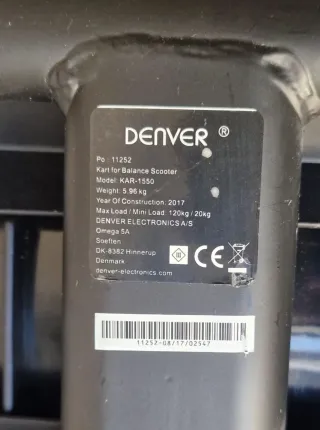 DENVER ®
Po : 11252
Kart for Balance Scooter
Model: KAR-1550
Weight: 5.96 kg
Year Of Construction: 2017
Max Load / Mini Load: 120kg / 20kg
DENVER ELECTRONICS A/S
Omega 5A
Soeften
DK-8382 Hinnerup
Denmark
denver-electronics.com
CE
11252-08/17/02547